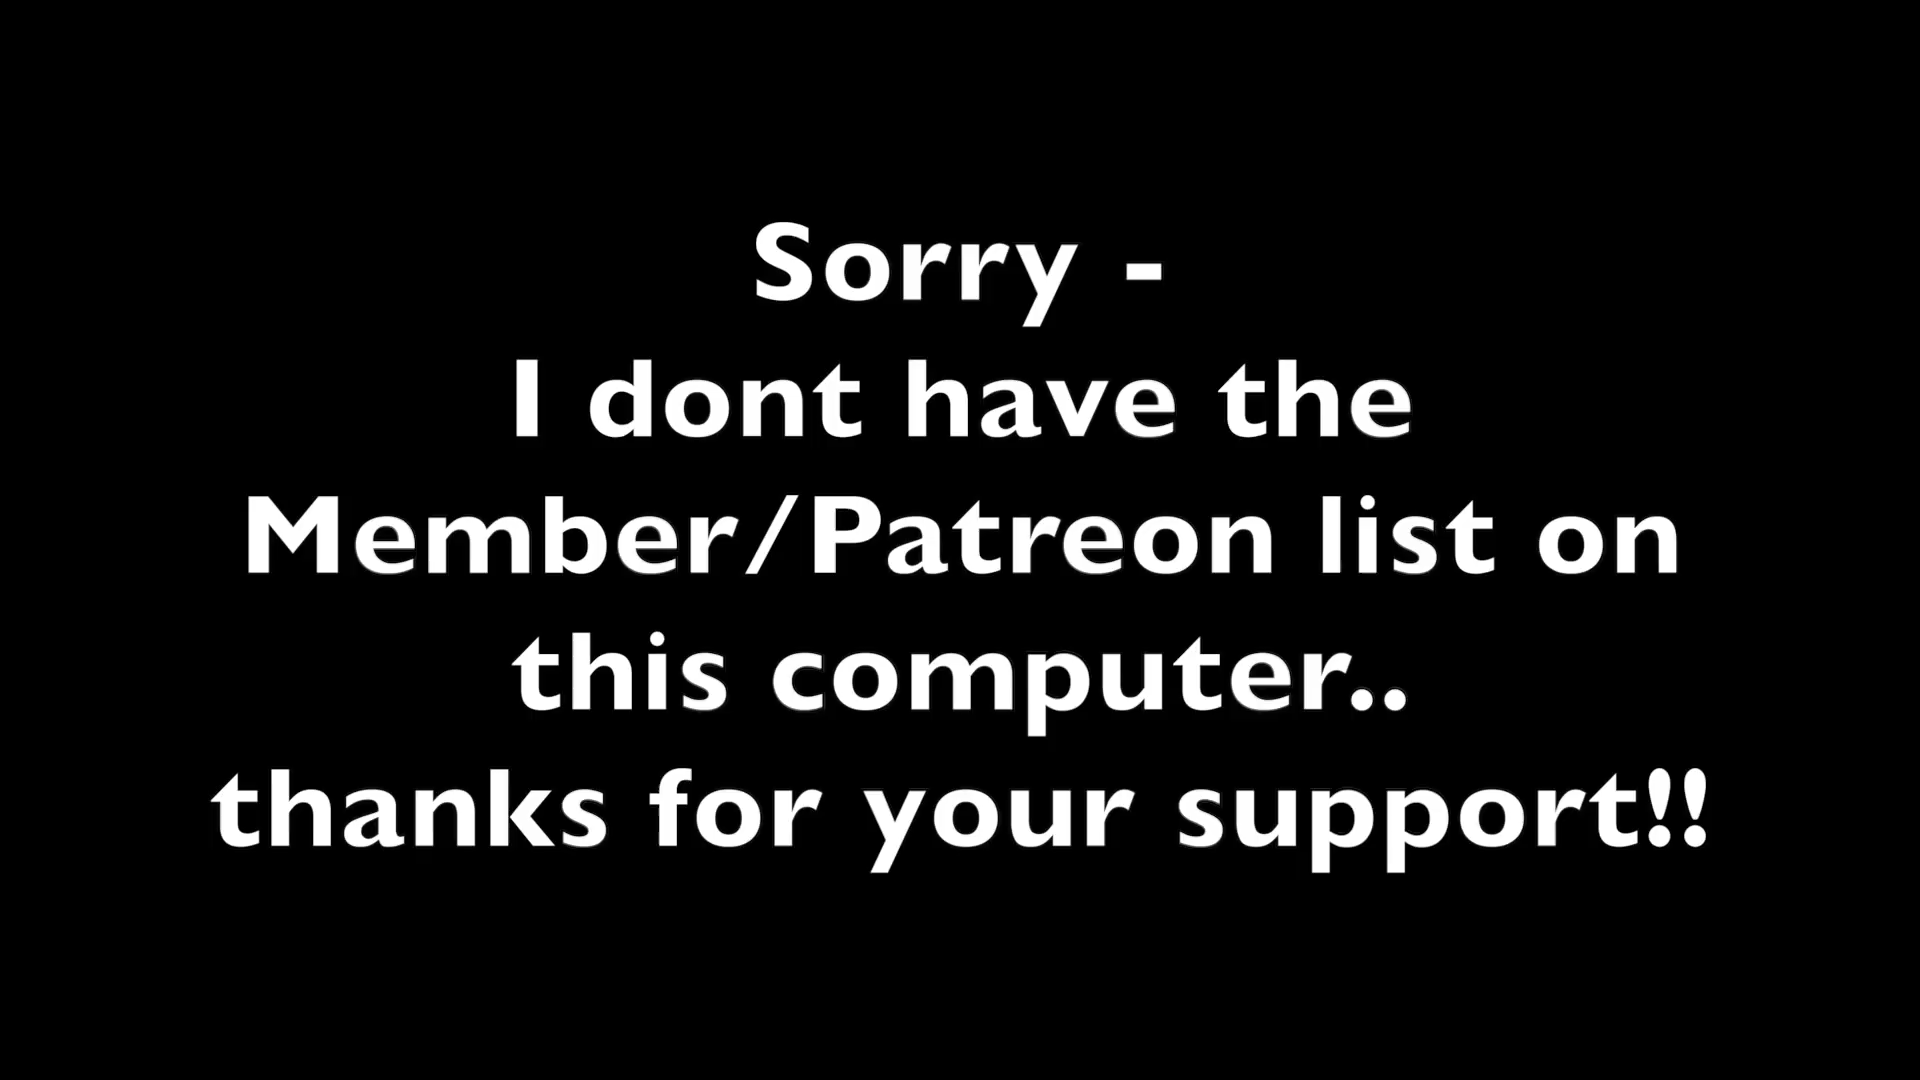 Sorry -
I dont have the
Member/Patreon list on
this computer..
thanks for your support!!